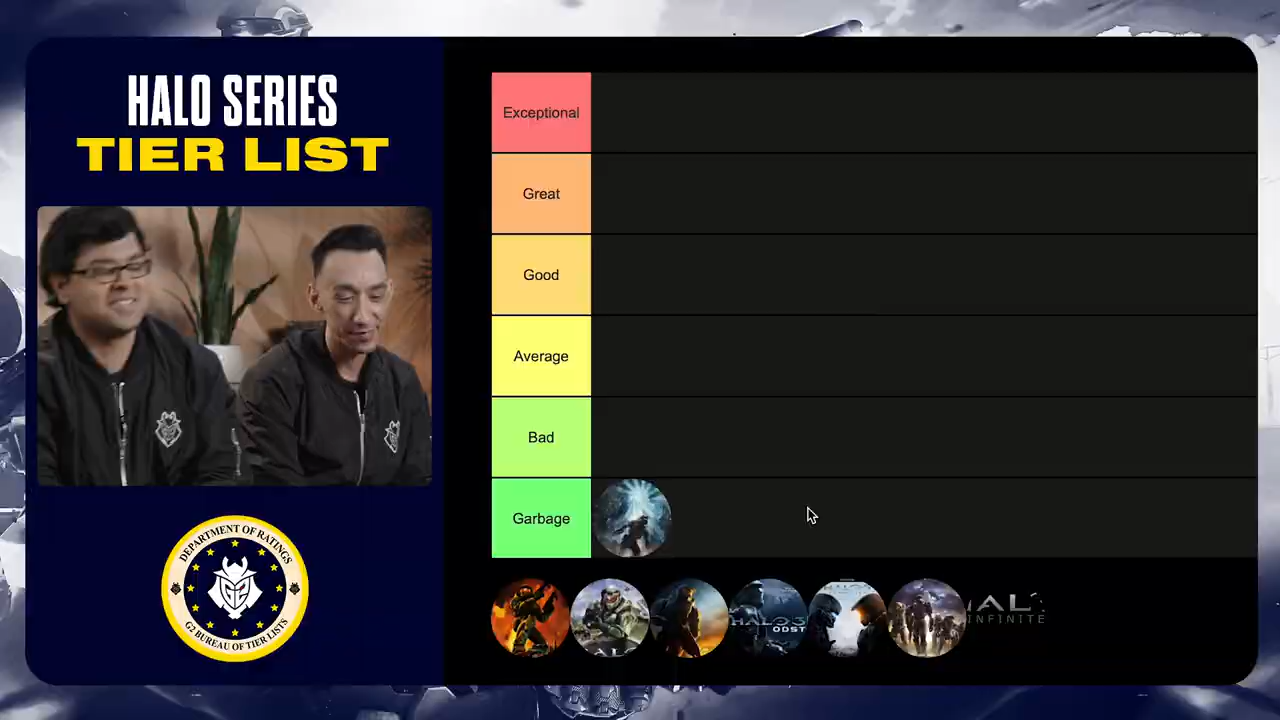 HALO SERIES
TIER LIST
Exceptional
Great
Good
Average
Bad
Garbage
DEPARTMENT OF RATINGS
G2
G2 BUREAU OF TIER LISTS
HALO 3
ODST
HALO
INFINITE